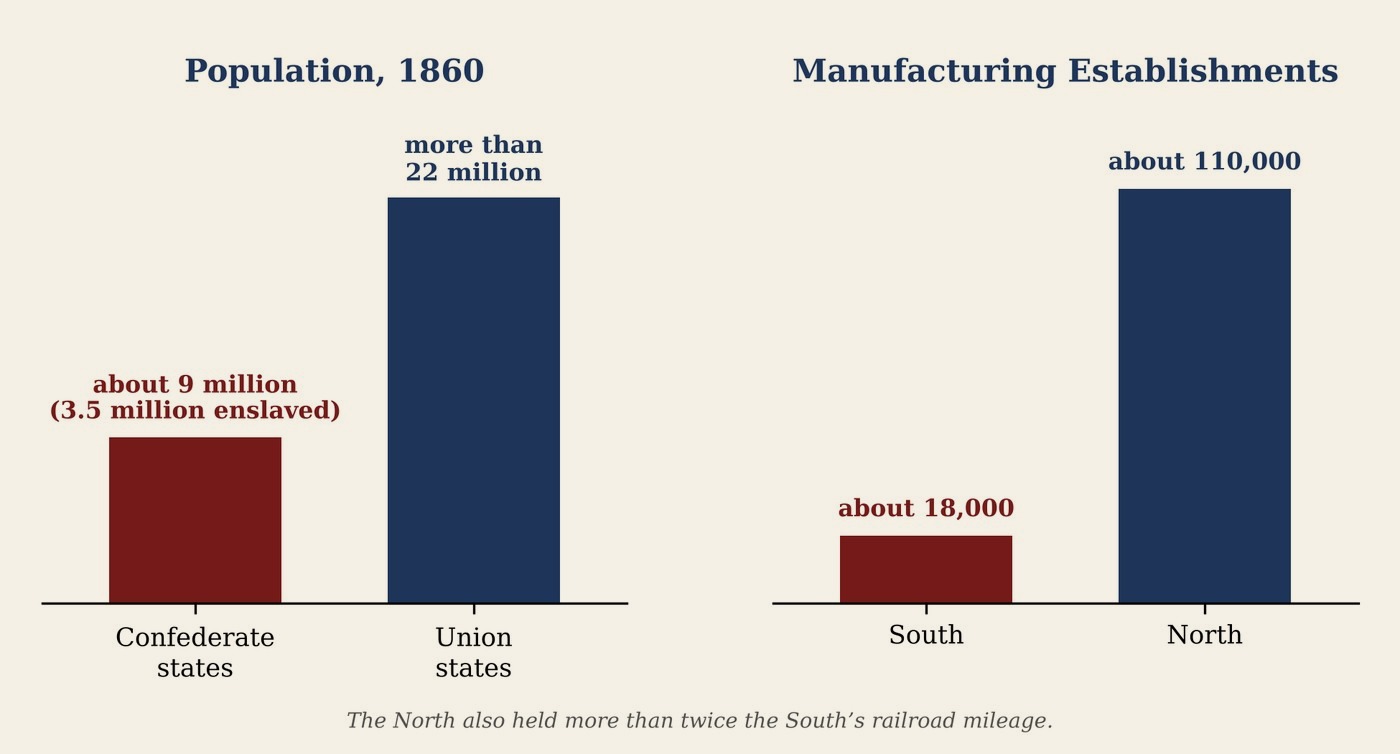 Population, 1860
more than
22 million
about 9 million
(3.5 million enslaved)
Confederate
states
Union
states
Manufacturing Establishments
about 110,000
about 18,000
South
North
The North also held more than twice the South’s railroad mileage.